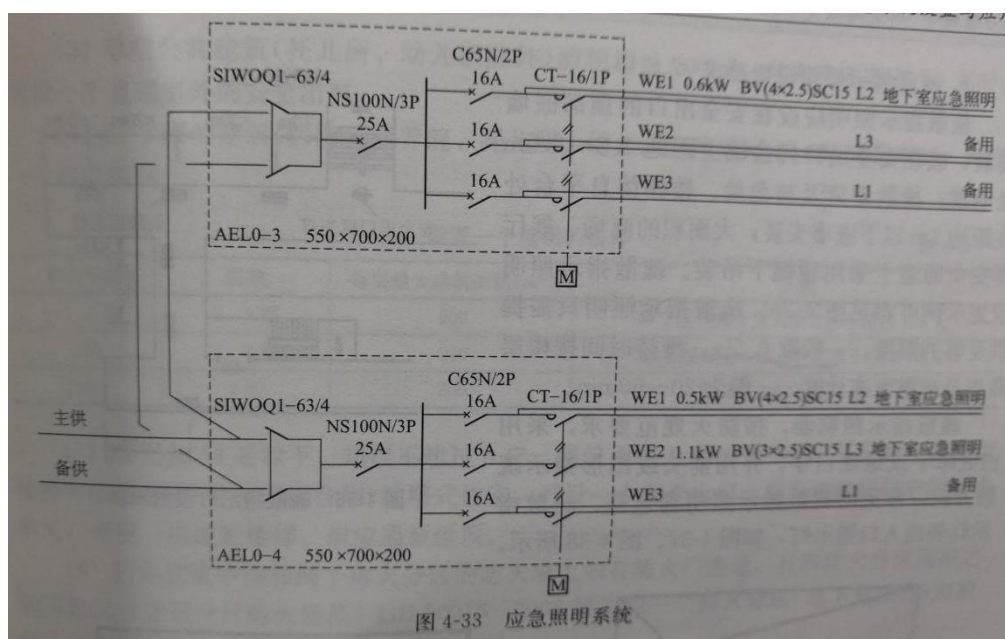 C65N/2P
SIWOQ1-63/4
16A
CT-16/1P
WE1 0.6kW BV(4×2.5)SC15 L2 地下室应急照明
NS100N/3P
25A
16A
WE2
L3
备用
16A
WE3
L1
备用
AEL0-3 550×700×200
M
C65N/2P
SIWOQ1-63/4
16A
CT-16/1P
WE1 0.5kW BV(4×2.5)SC15 L2 地下室应急照明
主供
NS100N/3P
25A
16A
WE2 1.1kW BV(3×2.5)SC15 L3 地下室应急照明
备供
16A
WE3
L1
备用
AEL0-4 550×700×200
M
图 4-33 应急照明系统